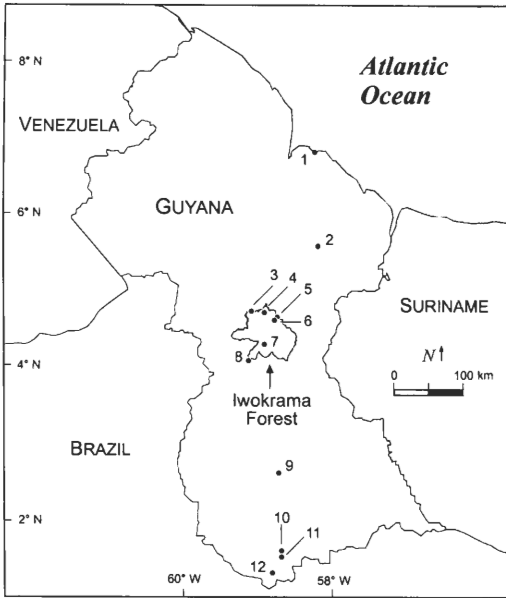 8° N
Atlantic
Ocean
VENEZUELA
1
6° N
GUYANA
2
3
4
5
SURINAME
6
7
N
8
4° N
0
100 km
Iwokrama
Forest
BRAZIL
9
10
11
2° N
12
60° W
58° W